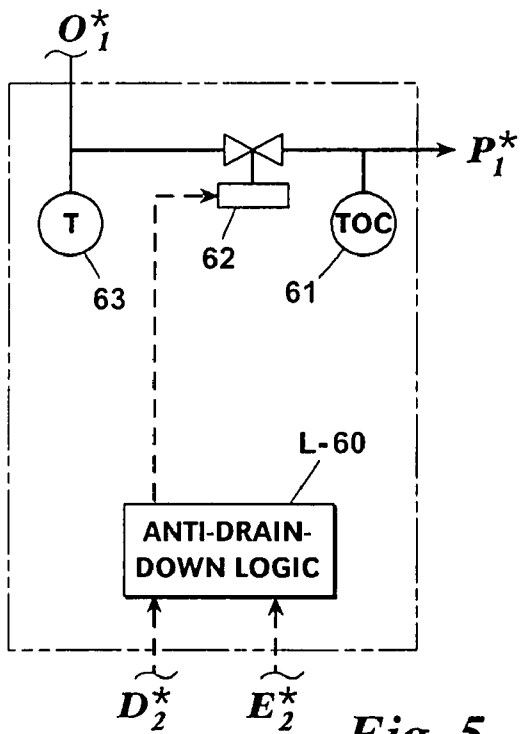 O*1
P*1
T
TOC
63
62
61
L-60
ANTI-DRAIN-
DOWN LOGIC
D*2
E*2
Fig. 5